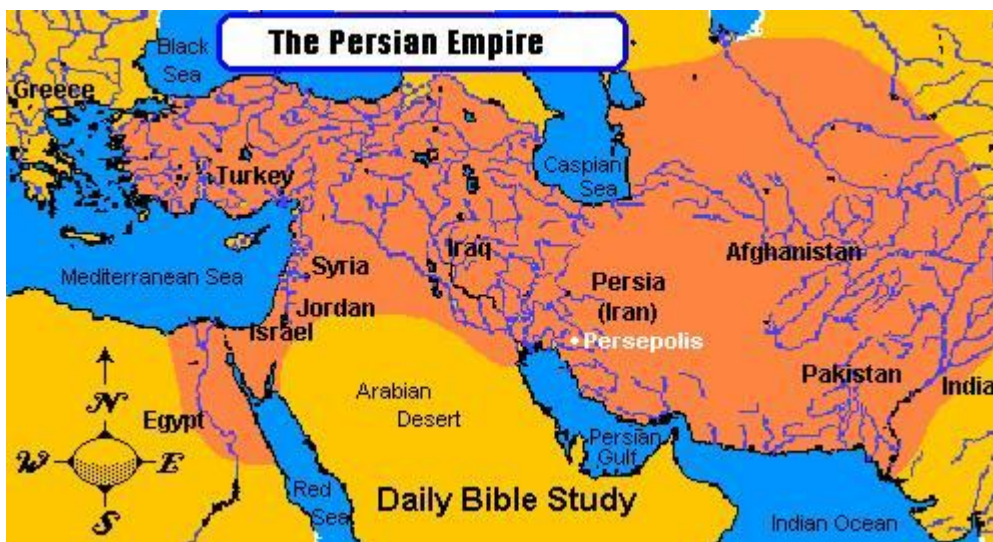 The Persian Empire
Black
Sea
Greece
Caspian
Sea
Turkey
Afghanistan
Iraq
Syria
Mediterranean Sea
Persia
(Iran)
Jordan
Israel
Persepolis
Pakistan
India
Arabian
Desert
Egypt
N
W
E
S
Persian
Gulf
Red
Sea
Daily Bible Study
Indian Ocean